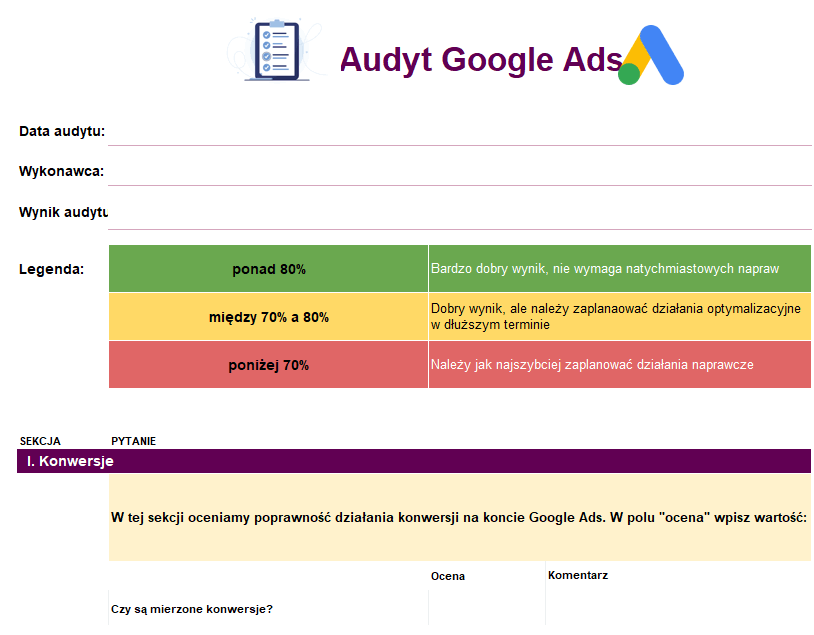 Audyt Google Ads
Data audytu:
Wykonawca:
Wynik audytu
Legenda:
ponad 80%
Bardzo dobry wynik, nie wymaga natychmiastowych napraw
między 70% a 80%
Dobry wynik, ale należy zaplanaować działania optymalizacyjne
w dłuższym terminie
poniżej 70%
Należy jak najszybciej zaplanować działania naprawcze
SEKCJA PYTANIE
I. Konwersje
W tej sekcji oceniamy poprawność działania konwersji na koncie Google Ads. W polu "ocena" wpisz wartość:
Ocena Komentarz
Czy są mierzone konwersje?